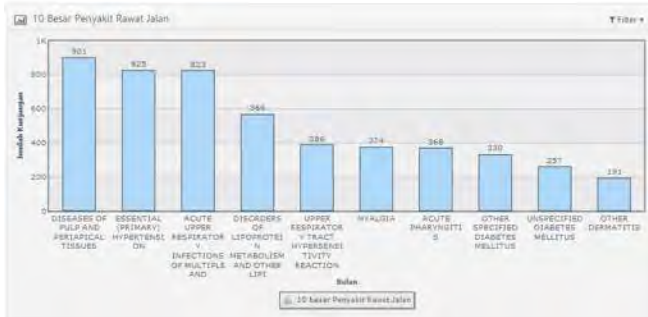 10 Besar Penyakit Rawat Jalan
Filter
1K
800
600
400
200
0
Jumlah Kunjungan
901
825
823
566
386
374
368
330
257
191
DISEASES OF
PULP AND
PERIAPICAL
TISSUES
ESSENTIAL
(PRIMARY)
HYPERTENSI
ON
ACUTE
UPPER
RESPIRATOR
Y
INFECTIONS
OF MULTIPLE
AND
DISORDERS
OF
LIPOPROTEI
N
METABOLISM
AND OTHER
LIPI
UPPER
RESPIRATOR
Y TRACT
HYPERSENSI
TIVITY
REACTION
MYALGIA
ACUTE
PHARYNGITI
S
OTHER
SPECIFIED
DIABETES
MELLITUS
UNSPECIFIED
DIABETES
MELLITUS
OTHER
DERMATITIS
Bulan
10 besar Penyakit Rawat Jalan